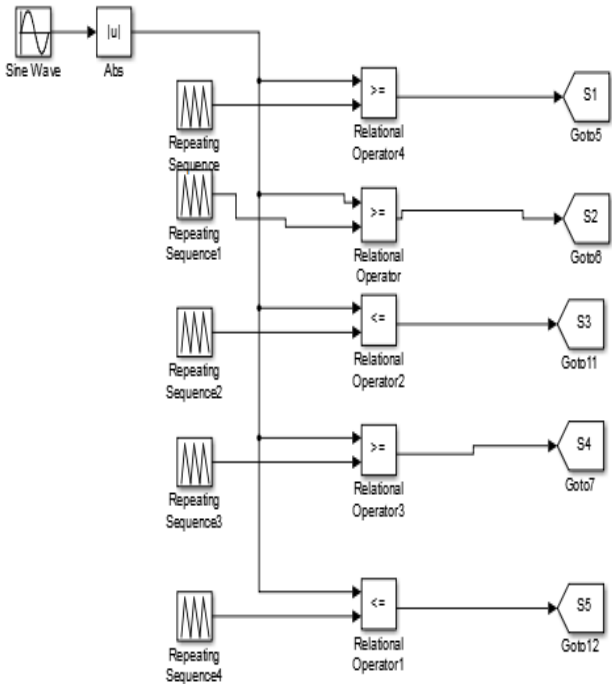 |u|
Sine Wave
Abs
>=
S1
Repeating
Sequence
Relational
Operator4
Goto5
>=
S2
Repeating
Sequence1
Relational
Operator
Goto6
<=
S3
Repeating
Sequence2
Relational
Operator2
Goto11
>=
S4
Repeating
Sequence3
Relational
Operator3
Goto7
<=
S5
Repeating
Sequence4
Relational
Operator1
Goto12